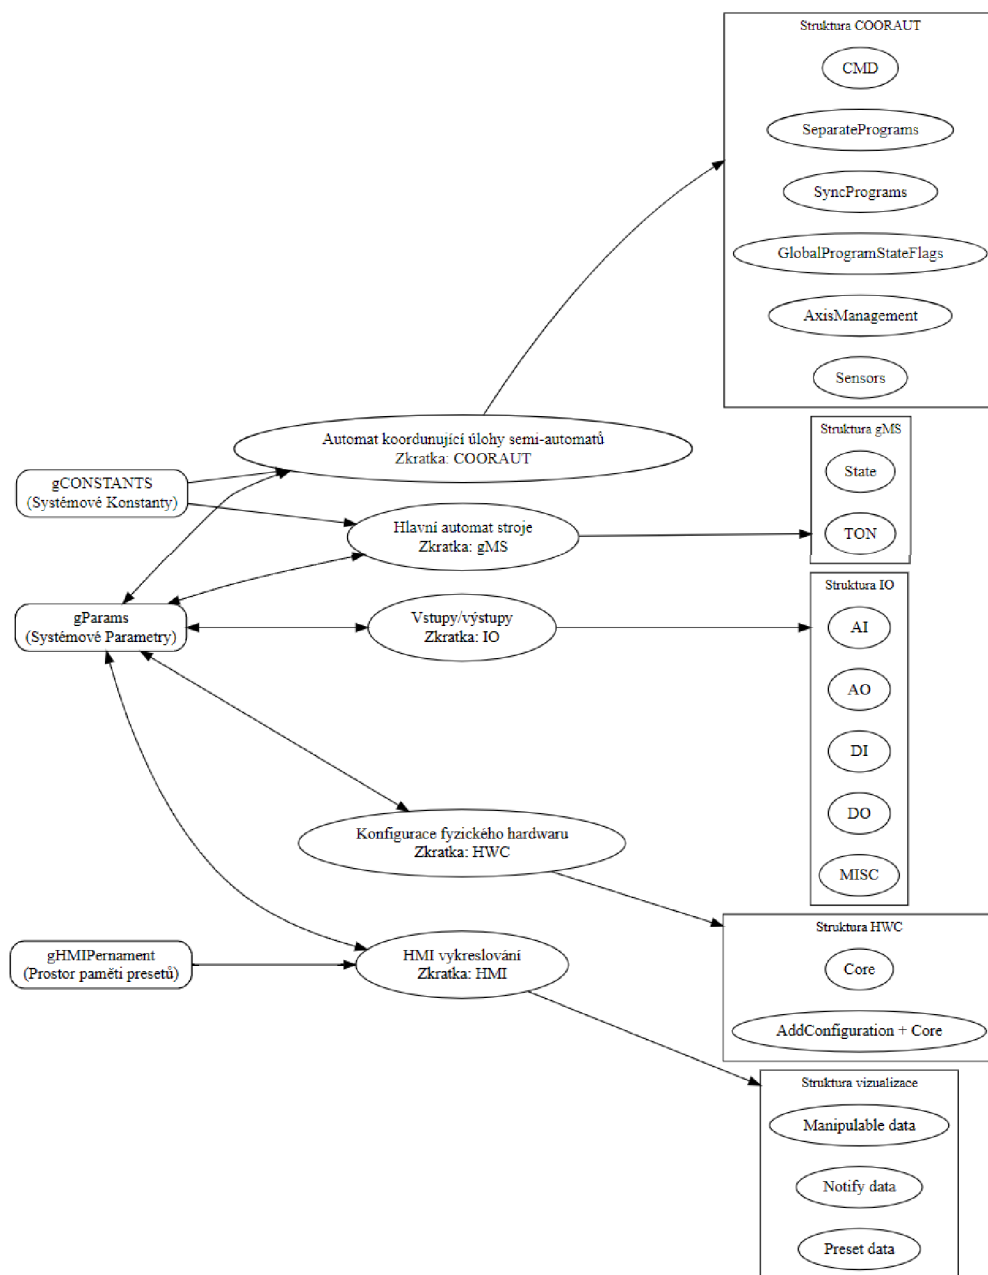 Struktura COORAUT
CMD
SeparatePrograms
SyncPrograms
GlobalProgramStateFlags
AxisManagement
Sensors
Automat koordunující úlohy semi-automatů
Zkratka: COORAUT
gCONSTANTS
(Systémové Konstanty)
Hlavní automat stroje
Zkratka: gMS
Struktura gMS
State
TON
gParams
(Systémové Parametry)
Vstupy/výstupy
Zkratka: IO
Struktura IO
AI
AO
DI
DO
MISC
Konfigurace fyzického hardwaru
Zkratka: HWC
Struktura HWC
Core
AddConfiguration + Core
gHMIPernament
(Prostor paměti presetů)
HMI vykreslování
Zkratka: HMI
Struktura vizualizace
Manipulable data
Notify data
Preset data